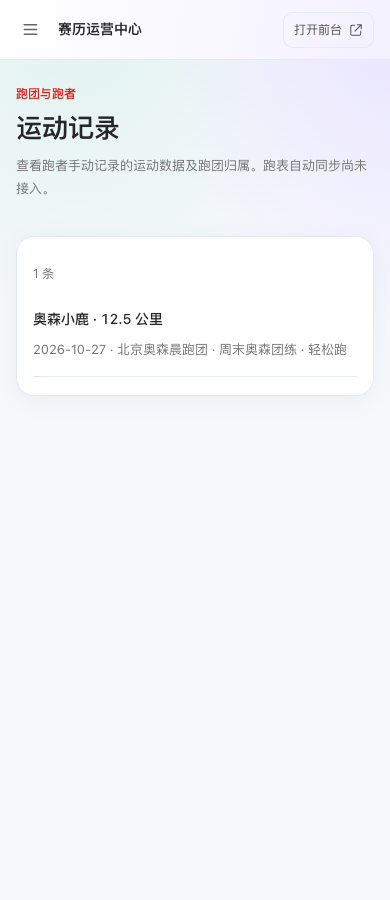 赛历运营中心
打开前台
跑团与跑者
运动记录
查看跑者手动记录的运动数据及跑团归属。跑表自动同步尚未
接入。
1 条
奥森小鹿 · 12.5 公里
2026-10-27 · 北京奥森晨跑团 · 周末奥森团练 · 轻松跑